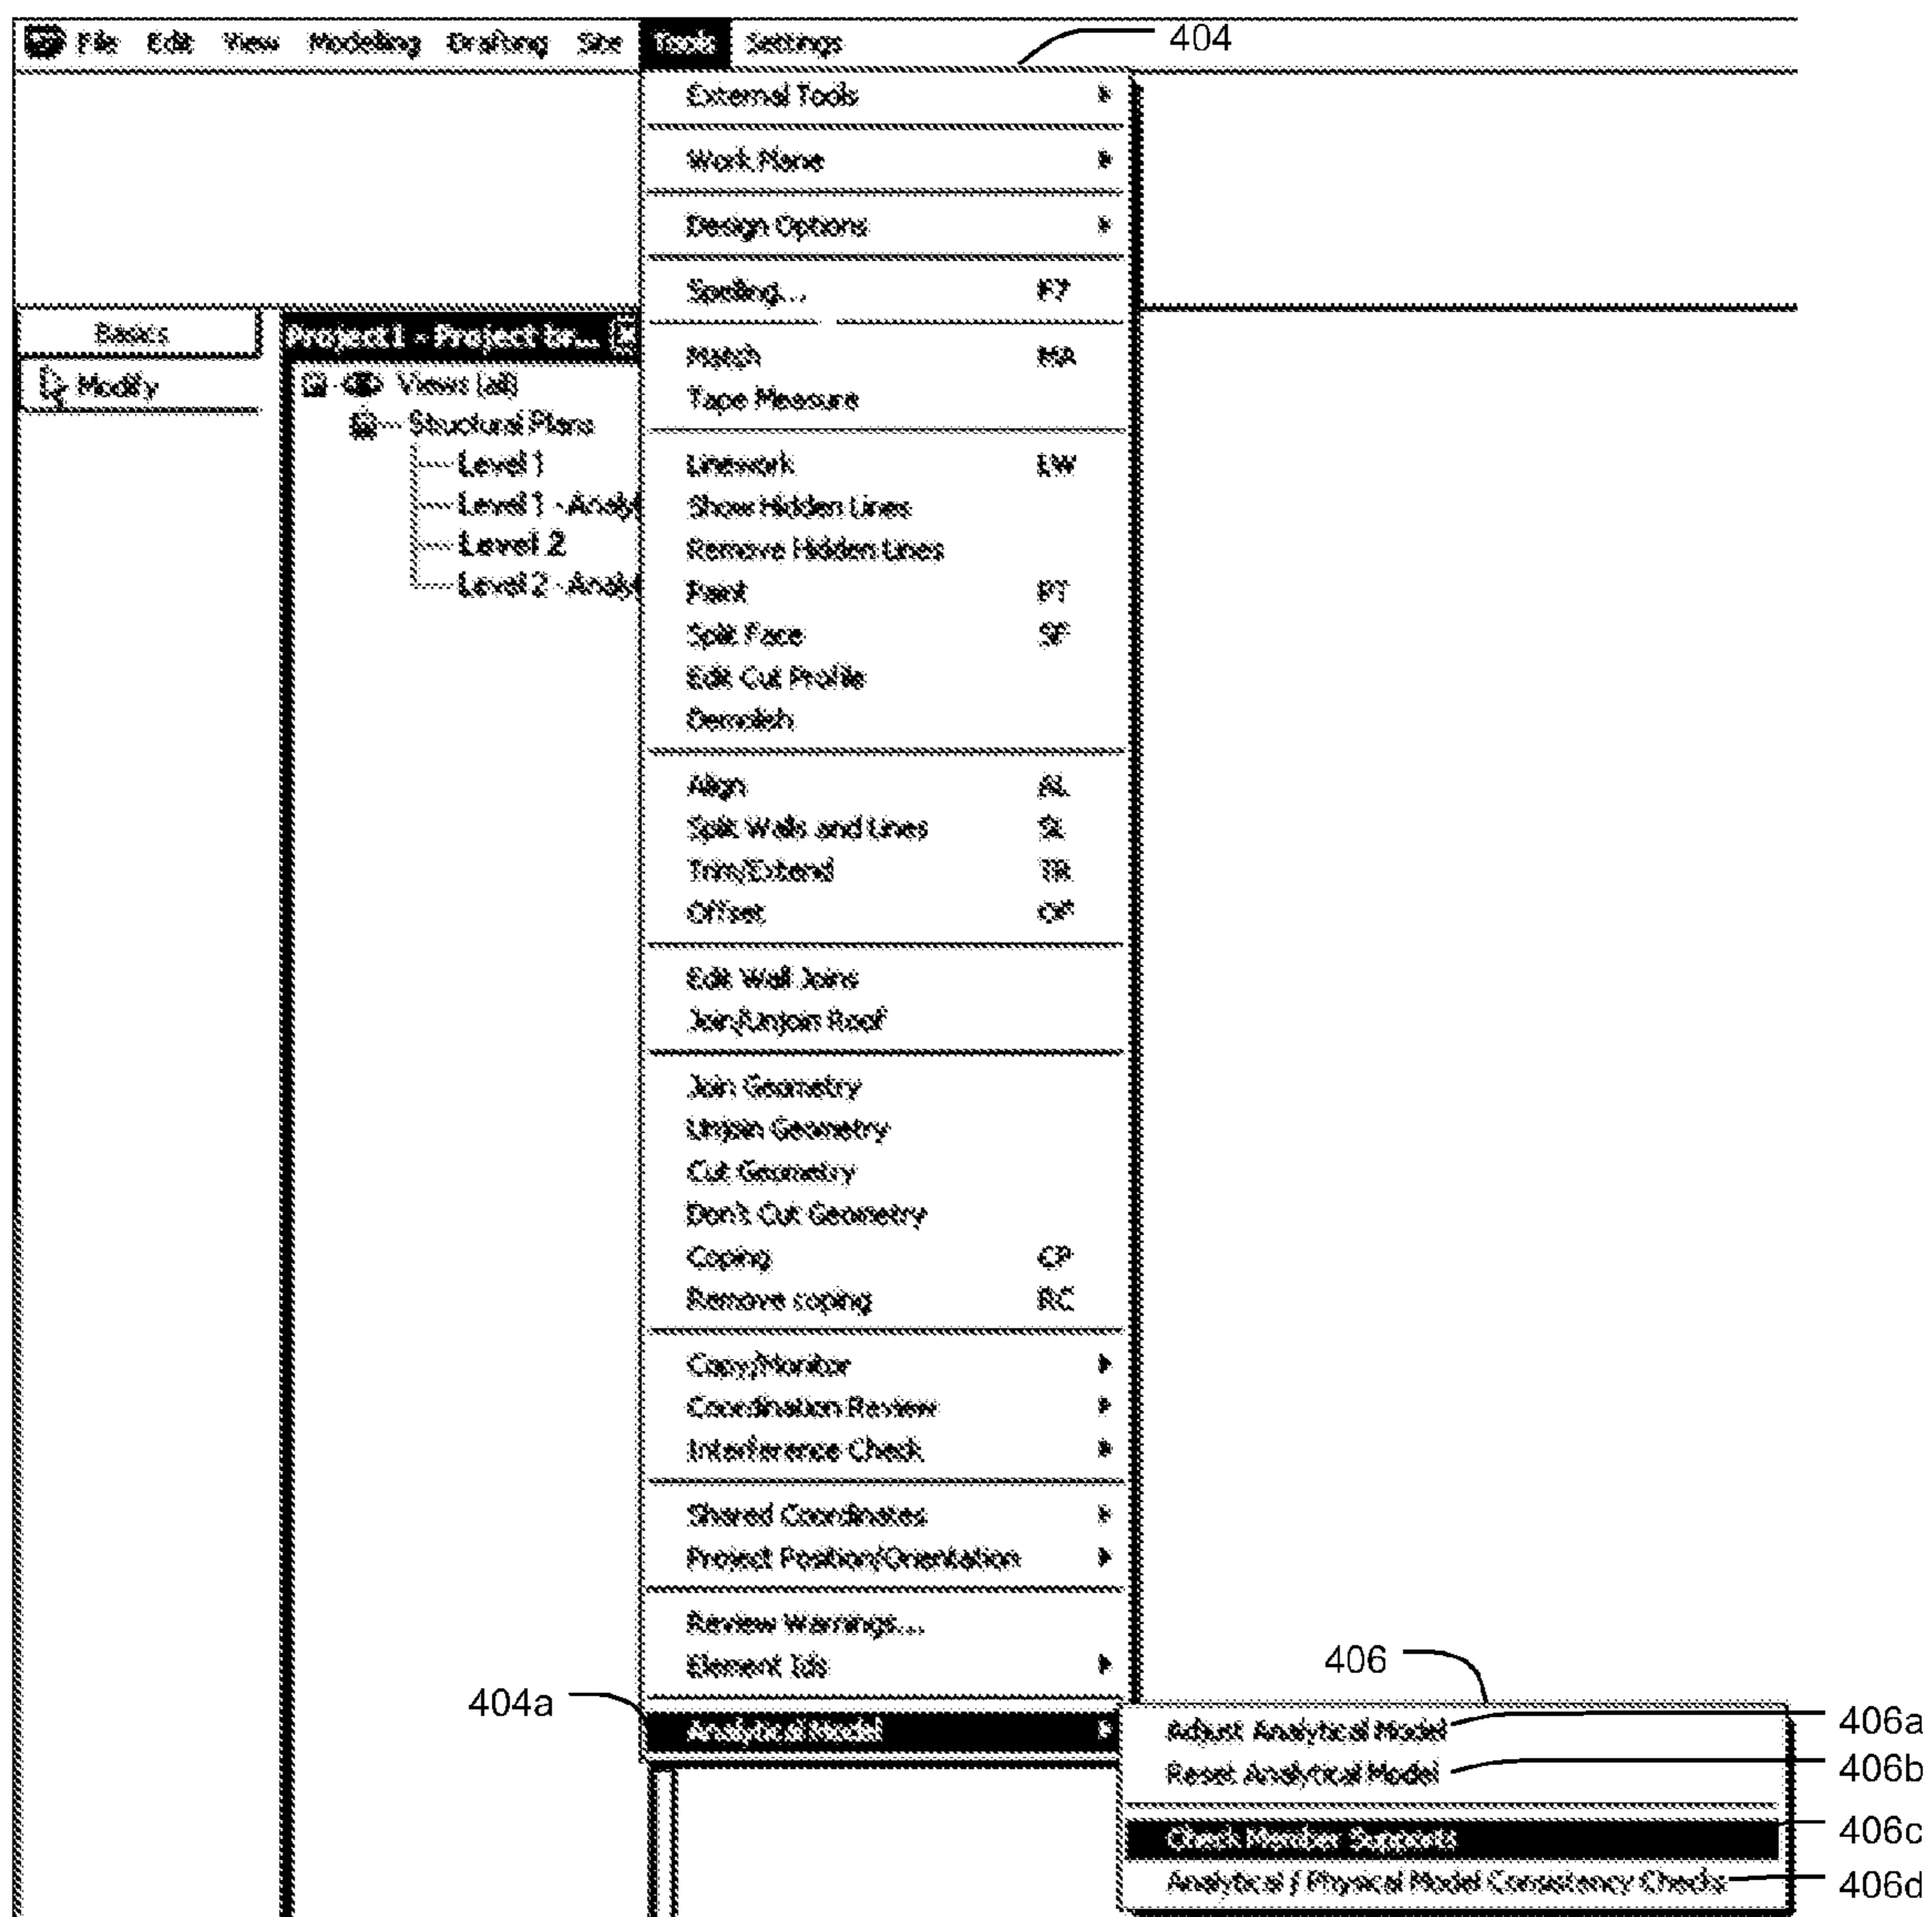 File Edit View Modeling Drafting Site Tools Settings
404
External Tools
Work Plane
Design Options
Spelling... F7
Match MA
Tape Measure
Linework LW
Show Hidden Lines
Remove Hidden Lines
Paint PT
Split Face SF
Edit Cut Profile
Demolish
Align AL
Split Walls and Lines SL
Trim/Extend TR
Offset OF
Edit Wall Joins
Join/Unjoin Roof
Join Geometry
Unjoin Geometry
Cut Geometry
Don't Cut Geometry
Coping CP
Remove coping RC
Copy/Monitor
Coordination Review
Interference Check
Shared Coordinates
Project Position/Orientation
Review Warnings...
Element Ids
Analytical Model
Basics
Modify
Project1 - Project br...
Views (all)
Structural Plans
Level 1
Level 1 - Analyt
Level 2
Level 2 - Analyt
404a
406
Adjust Analytical Model 406a
Reset Analytical Model 406b
Check Member Supports 406c
Analytical / Physical Model Consistency Checks 406d